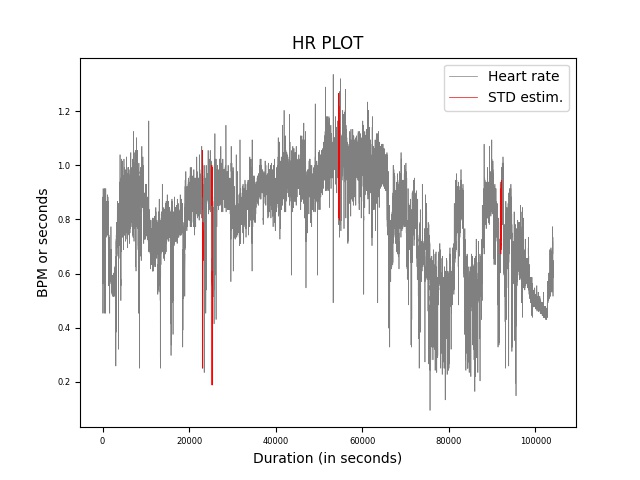 HR PLOT
Heart rate
STD estim.
1.2
1.0
0.8
0.6
0.4
0.2
BPM or seconds
0 20000 40000 60000 80000 100000
Duration (in seconds)